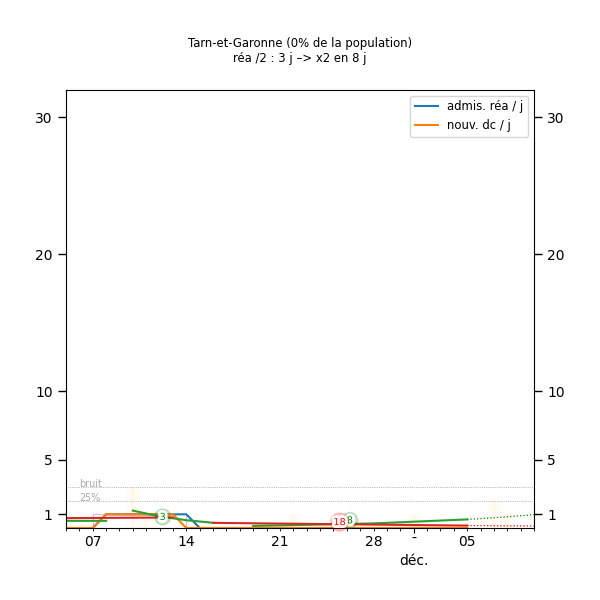 Tarn-et-Garonne (0% de la population)
réa /2 : 3 j –> x2 en 8 j
admis. réa / j
nouv. dc / j
30 30
20 20
10 10
5 5
bruit
25%
1 1
3 18 8
07 14 21 28 - 05
déc.